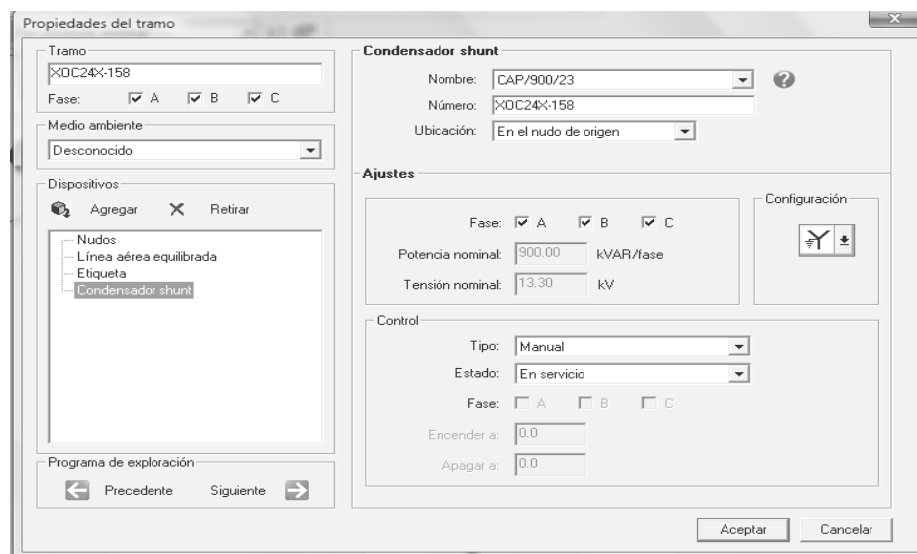 Propiedades del tramo
Tramo
XOC24X-158
Fase: A B C
Medio ambiente
Desconocido
Dispositivos
Agregar Retirar
Nudos
Línea aérea equilibrada
Etiqueta
Condensador shunt
Programa de exploración
Precedente Siguiente
Condensador shunt
Nombre: CAP/900/23
Número: XOC24X-158
Ubicación: En el nudo de origen
Ajustes
Fase: A B C
Potencia nominal: 900.00 kVAR/fase
Tensión nominal: 13.30 kV
Configuración
Control
Tipo: Manual
Estado: En servicio
Fase: A B C
Encender a: 0.0
Apagar a: 0.0
Aceptar Cancelar